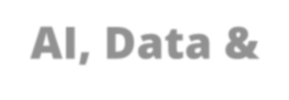 AI, Data &